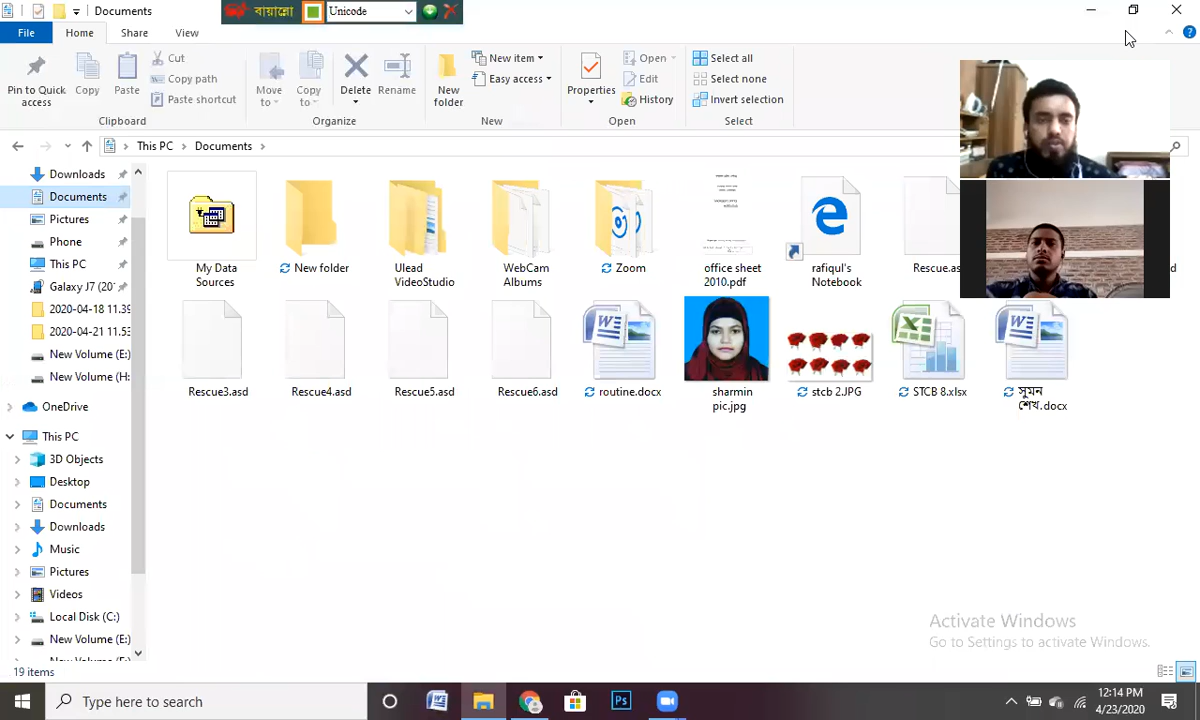 Documents
বায়ান্নো Unicode
File Home Share View
Pin to Quick access
Copy
Paste
Cut
Copy path
Paste shortcut
Move to
Copy to
Delete
Rename
New folder
New item
Easy access
Properties
Open
Edit
History
Select all
Select none
Invert selection
Clipboard Organize New Open Select
This PC Documents
Downloads
Documents
Pictures
Phone
This PC
Galaxy J7 (20
2020-04-18 11.39
2020-04-21 11.53
New Volume (E:)
New Volume (H:
OneDrive
This PC
3D Objects
Desktop
Documents
Downloads
Music
Pictures
Videos
Local Disk (C:)
New Volume (E:)
My Data Sources
New folder
Ulead VideoStudio
WebCam Albums
Zoom
office sheet 2010.pdf
rafiqul's Notebook
Rescue.as
d
Rescue3.asd
Rescue4.asd
Rescue5.asd
Rescue6.asd
routine.docx
sharmin pic.jpg
stcb 2.JPG
STCB 8.xlsx
সুমন শেখ.docx
Activate Windows
Go to Settings to activate Windows.
19 items
Type here to search
12:14 PM
4/23/2020